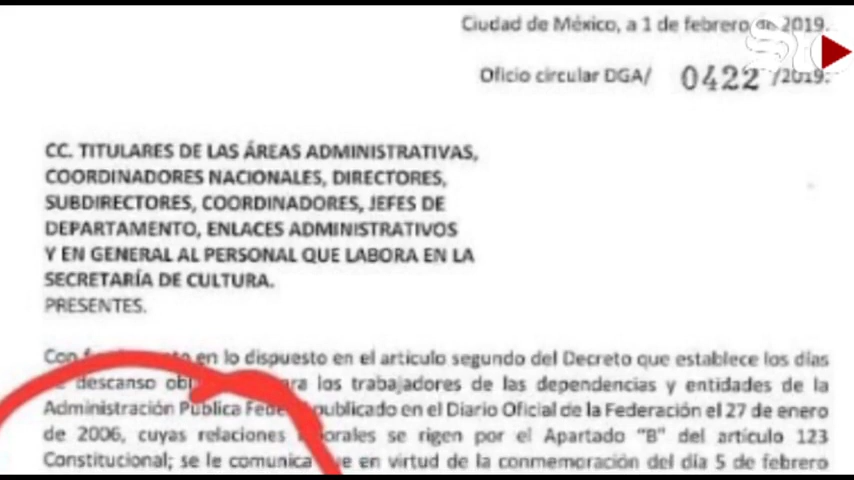 Ciudad de México, a 1 de febrero de 2019.
Oficio circular DGA/ 0422 /2019.
CC. TITULARES DE LAS ÁREAS ADMINISTRATIVAS,
COORDINADORES NACIONALES, DIRECTORES,
SUBDIRECTORES, COORDINADORES, JEFES DE
DEPARTAMENTO, ENLACES ADMINISTRATIVOS
Y EN GENERAL AL PERSONAL QUE LABORA EN LA
SECRETARÍA DE CULTURA.
PRESENTES.
Con en lo dispuesto en el articulo segundo del Decreto que establece los días
descanso los trabajadores de las dependencias y entidades de la
Administración Pública publicado en el Diario Oficial de la Federación el 27 de enero
de 2006, cuyas relaciones se rigen por el Apartado "B" del artículo 123
Constitucional; se le comunica que en virtud de la conmemoración del día 5 de febrero